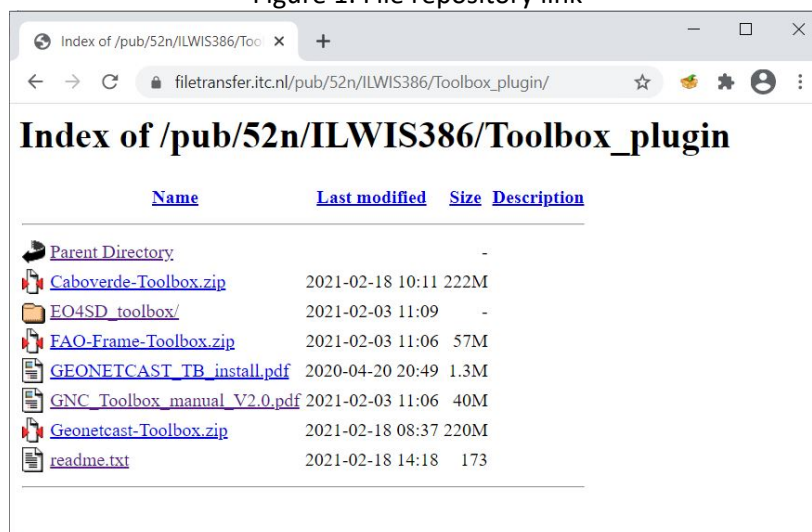 Figure 1: File repository link
Index of /pub/52n/ILWIS386/Too
filetransfer.itc.nl/pub/52n/ILWIS386/Toolbox_plugin/
Index of /pub/52n/ILWIS386/Toolbox_plugin
Name Last modified Size Description
Parent Directory -
Caboverde-Toolbox.zip 2021-02-18 10:11 222M
EO4SD_toolbox/ 2021-02-03 11:09 -
FAO-Frame-Toolbox.zip 2021-02-03 11:06 57M
GEONETCAST_TB_install.pdf 2020-04-20 20:49 1.3M
GNC_Toolbox_manual_V2.0.pdf 2021-02-03 11:06 40M
Geonetcast-Toolbox.zip 2021-02-18 08:37 220M
readme.txt 2021-02-18 14:18 173